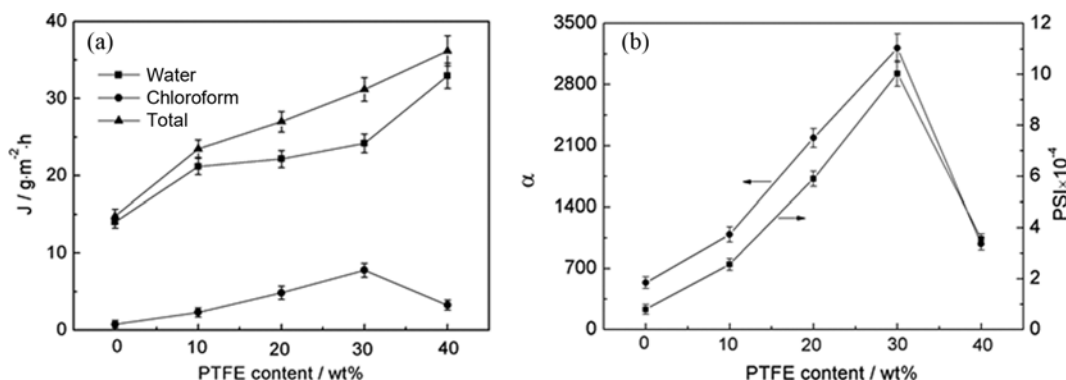 (a)
Water
Chloroform
Total
40
30
20
10
0
J / g·m⁻²·h
0 10 20 30 40
PTFE content / wt%
(b)
3500
2800
2100
1400
700
0
α
12
10
8
6
4
2
0
PSI×10⁻⁴
0 10 20 30 40
PTFE content / wt%